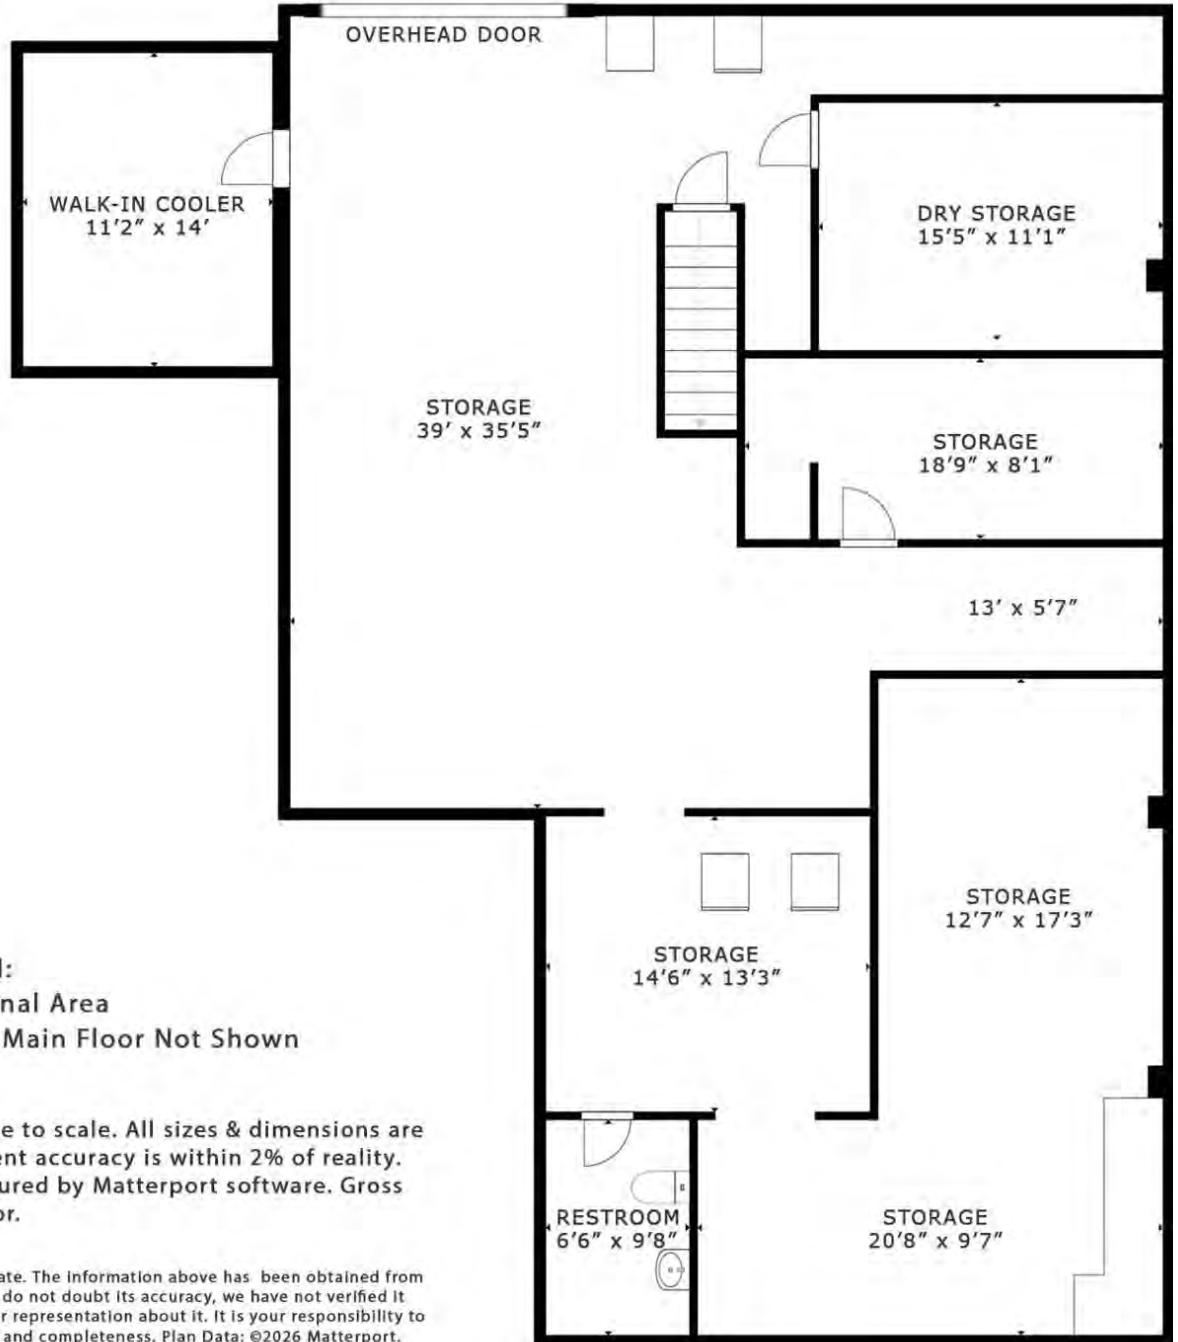 OVERHEAD DOOR
WALK-IN COOLER
11'2" x 14'
DRY STORAGE
15'5" x 11'1"
STORAGE
39' x 35'5"
STORAGE
18'9" x 8'1"
13' x 5'7"
STORAGE
12'7" x 17'3"
STORAGE
14'6" x 13'3"
nal Area
Main Floor Not Shown
e to scale. All sizes & dimensions are
ent accuracy is within 2% of reality.
ured by Matterport software. Gross
or.
RESTROOM
6'6" x 9'8"
STORAGE
20'8" x 9'7"
ate. The information above has been obtained from
do not doubt its accuracy, we have not verified it
r representation about it. It is your responsibility to
and completeness. Plan Data: ©2026 Matterport.